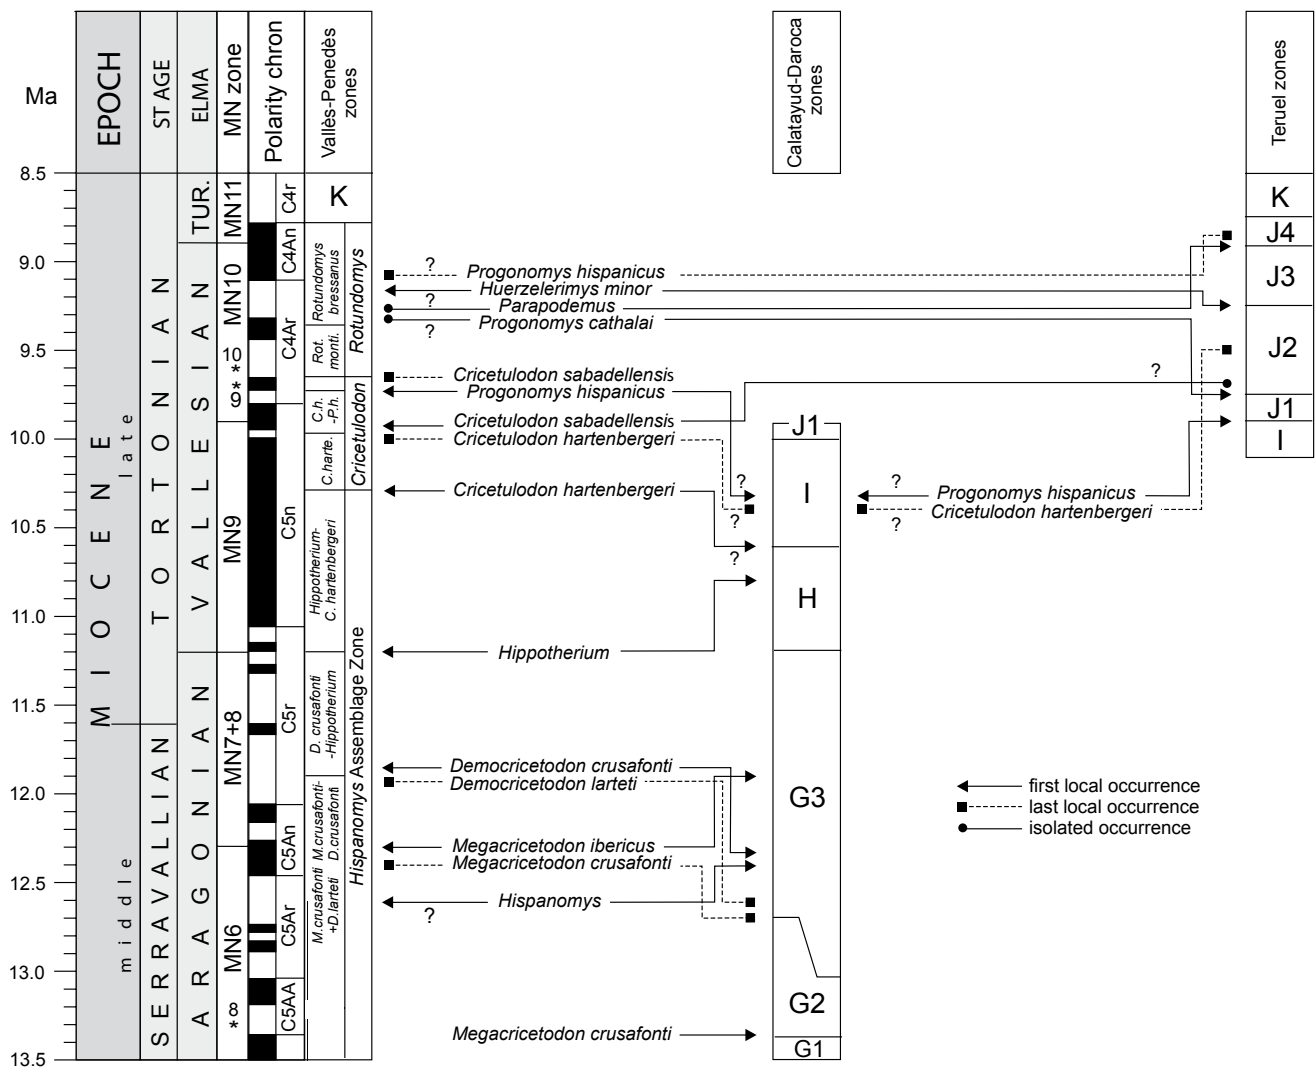 Ma
EPOCH
STAGE
ELMA
MN zone
Polarity chron
Vallès-Penedès
zones
Calatayud-Daroca
zones
Teruel zones
8.5
9.0
9.5
10.0
10.5
11.0
11.5
12.0
12.5
13.0
13.5
MIOCENE
late
middle
TORTONIAN
SERRAVALLIAN
TUR.
VALLESIAN
ARAGONIAN
MN11
MN10
10
*
9*
9
MN9
MN7+8
MN6
*8
C4r
C4An
C4Ar
C5n
C5r
C5An
C5Ar
C5AA
K
Rotundomys
bressanus
Rot.
monti.
C.h.
-P.h.
C.harte.
Hippotherium-
C. hartenbergeri
D. crusafonti
-Hippotherium
M.crusafonti-
D.crusafonti
M.crusafonti
+D.larteti
Rotundomys
Cricetulodon
Hispanomys Assemblage Zone
? Progonomys hispanicus
Huerzelerimys minor
? Parapodemus
? Progonomys cathalai
Cricetulodon sabadellensis
Progonomys hispanicus
Cricetulodon sabadellensis ?
Cricetulodon hartenbergeri
Cricetulodon hartenbergeri
?
?
?
Hippotherium
Democricetodon crusafonti
Democricetodon larteti
Megacricetodon ibericus
Megacricetodon crusafonti
Hispanomys
?
Megacricetodon crusafonti
J1
I
H
G3
G2
G1
? Progonomys hispanicus
? Cricetulodon hartenbergeri
K
J4
J3
J2
J1
I
first local occurrence
last local occurrence
isolated occurrence